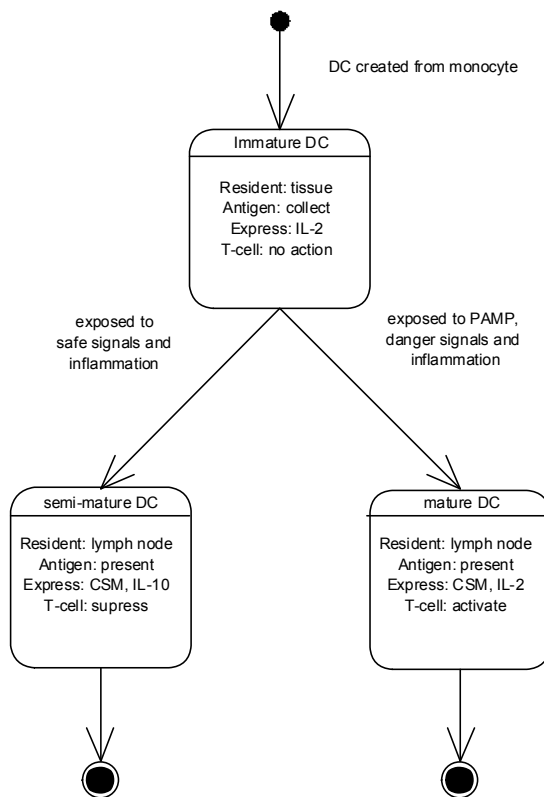 DC created from monocyte
Immature DC
Resident: tissue
Antigen: collect
Express: IL-2
T-cell: no action
exposed to
safe signals and
inflammation
exposed to PAMP,
danger signals and
inflammation
semi-mature DC
Resident: lymph node
Antigen: present
Express: CSM, IL-10
T-cell: supress
mature DC
Resident: lymph node
Antigen: present
Express: CSM, IL-2
T-cell: activate